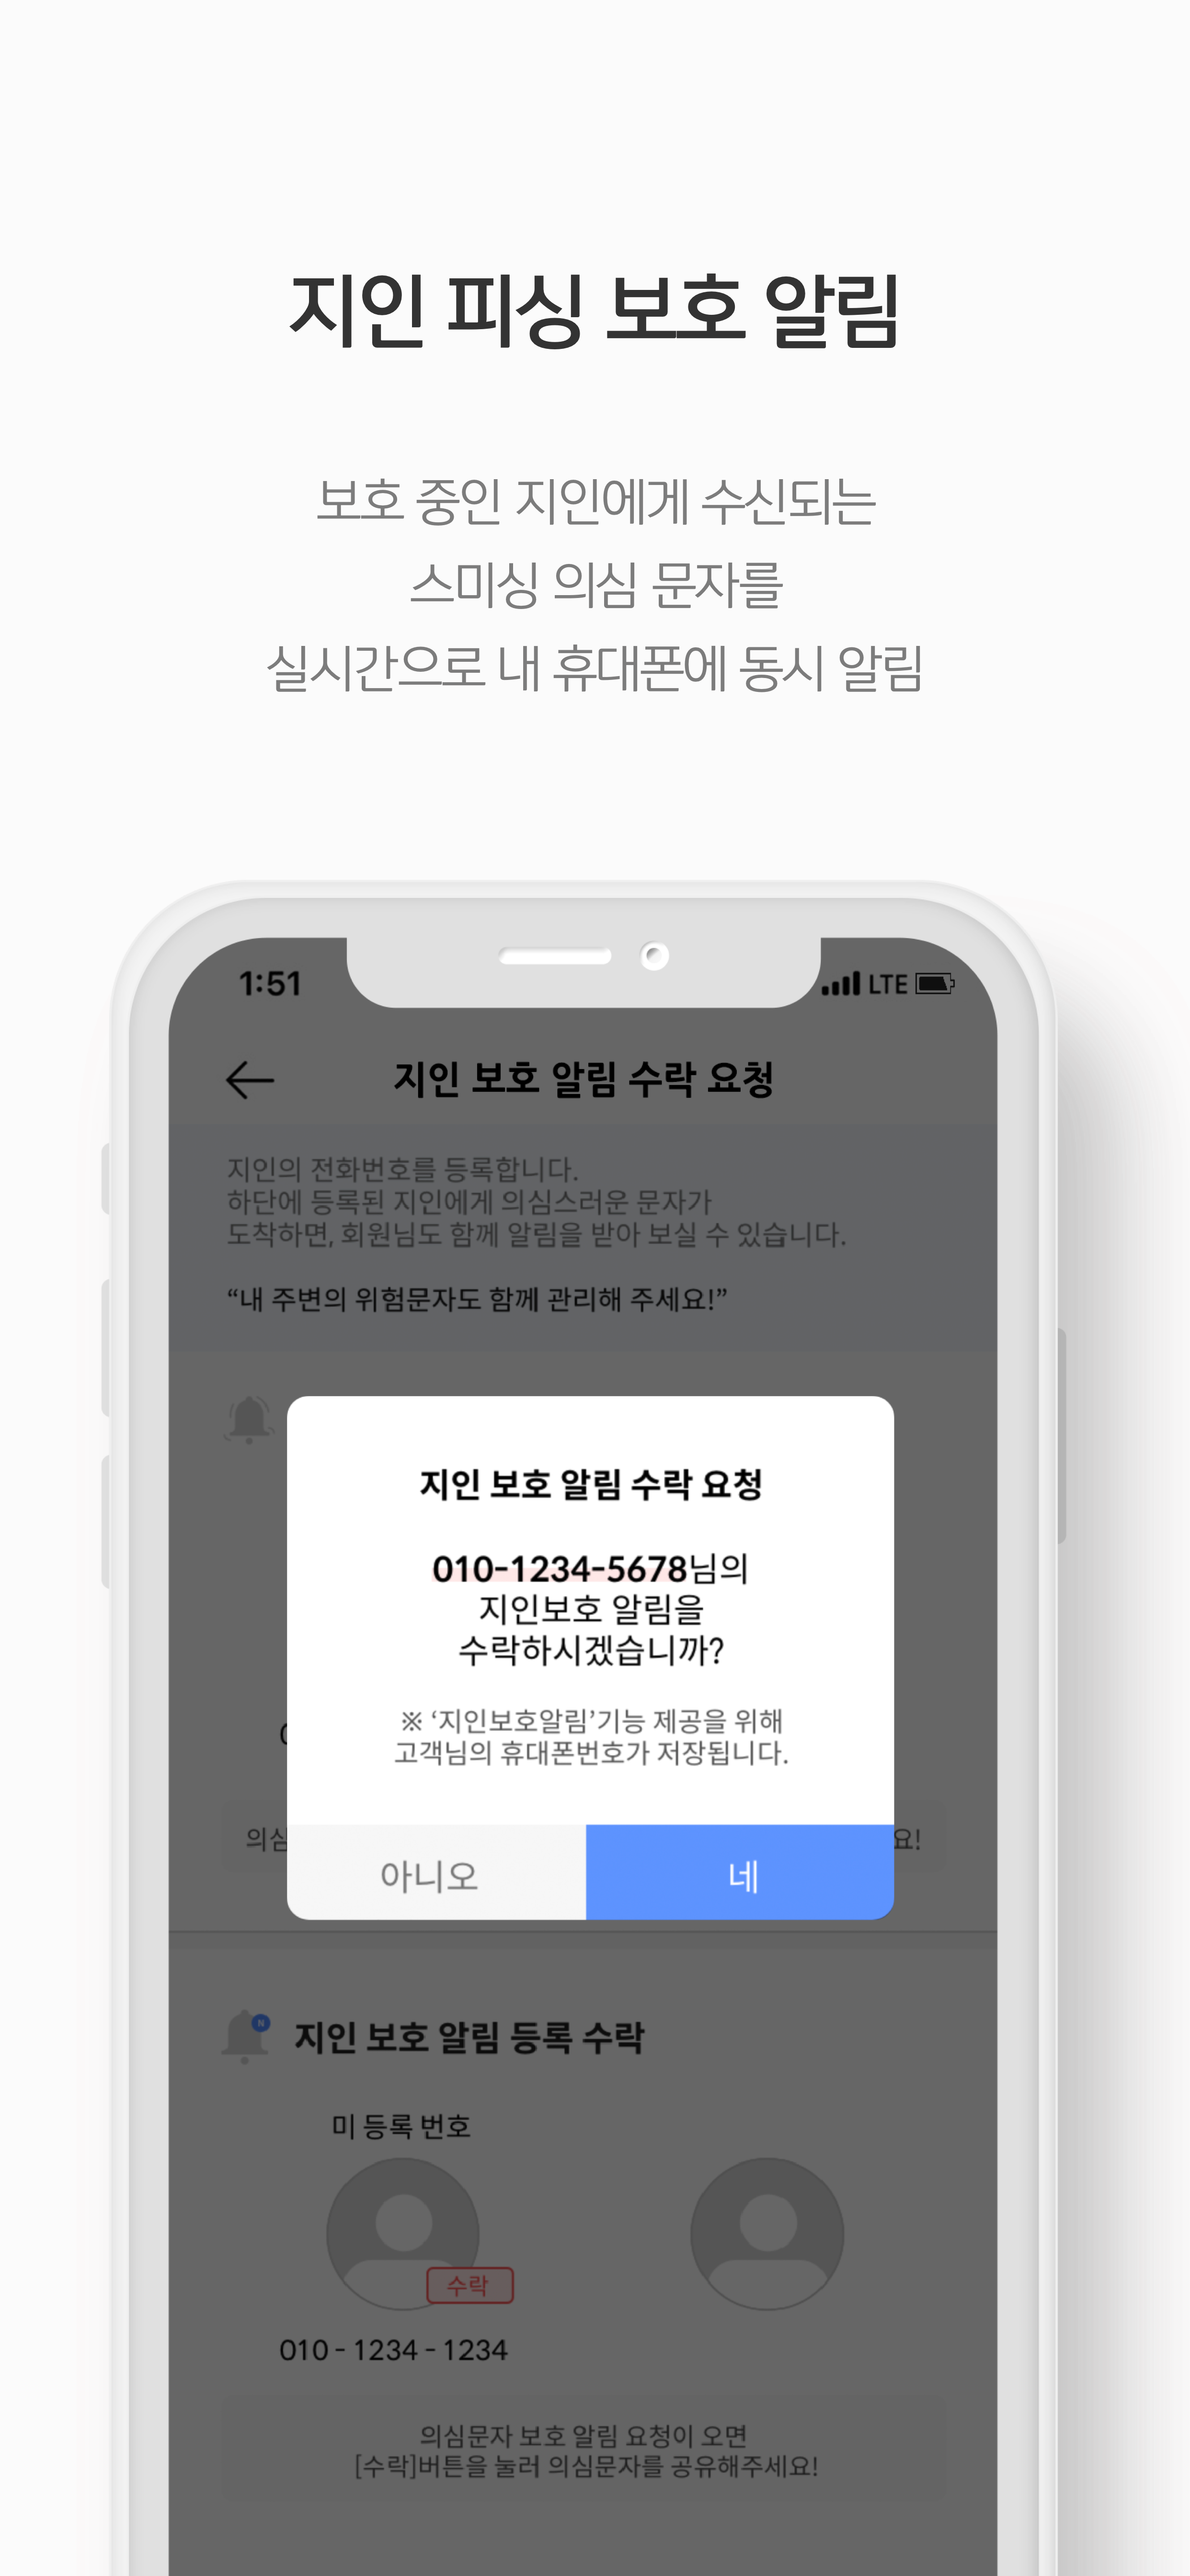 지인 피싱 보호 알림
보호 중인 지인에게 수신되는
스미싱 의심 문자를
실시간으로 내 휴대폰에 동시 알림
1:51
LTE
지인 보호 알림 수락 요청
지인의 전화번호를 등록합니다.
하단에 등록된 지인에게 의심스러운 문자가
도착하면, 회원님도 함께 알림을 받아 보실 수 있습니다.
“내 주변의 위험문자도 함께 관리해 주세요!”
지인 보호 알림 수락 요청
010-1234-5678님의
지인보호 알림을
수락하시겠습니까?
※ ‘지인보호알림’기능 제공을 위해
고객님의 휴대폰번호가 저장됩니다.
의심
요!
아니오
네
N
지인 보호 알림 등록 수락
미 등록 번호
수락
010 - 1234 - 1234
의심문자 보호 알림 요청이 오면
[수락]버튼을 눌러 의심문자를 공유해주세요!